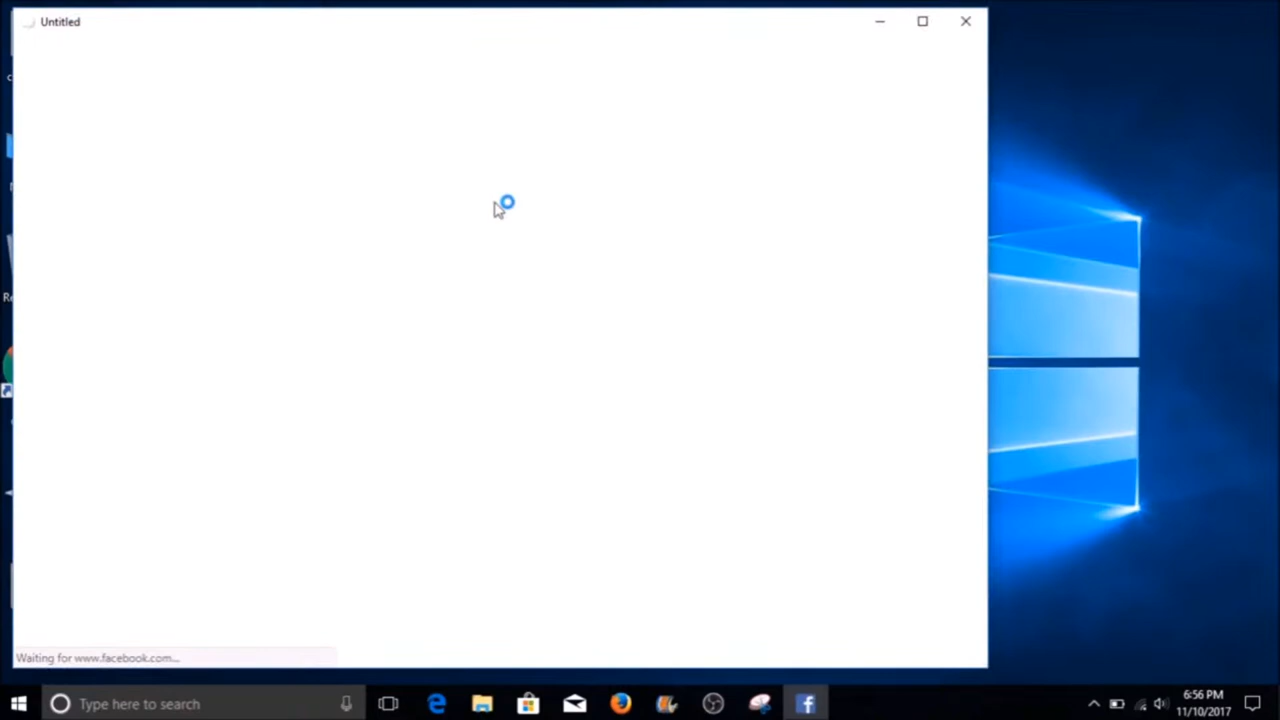 Untitled
Waiting for www.facebook.com...
Type here to search
6:56 PM
11/10/2017